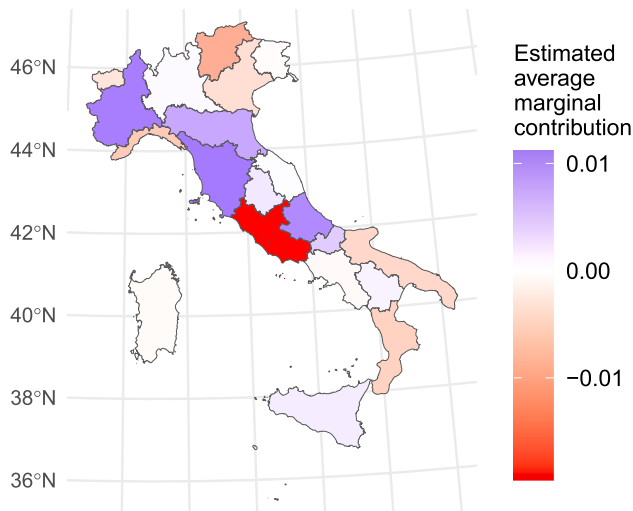 Estimated
average
marginal
contribution
0.01
0.00
−0.01
46°N
44°N
42°N
40°N
38°N
36°N